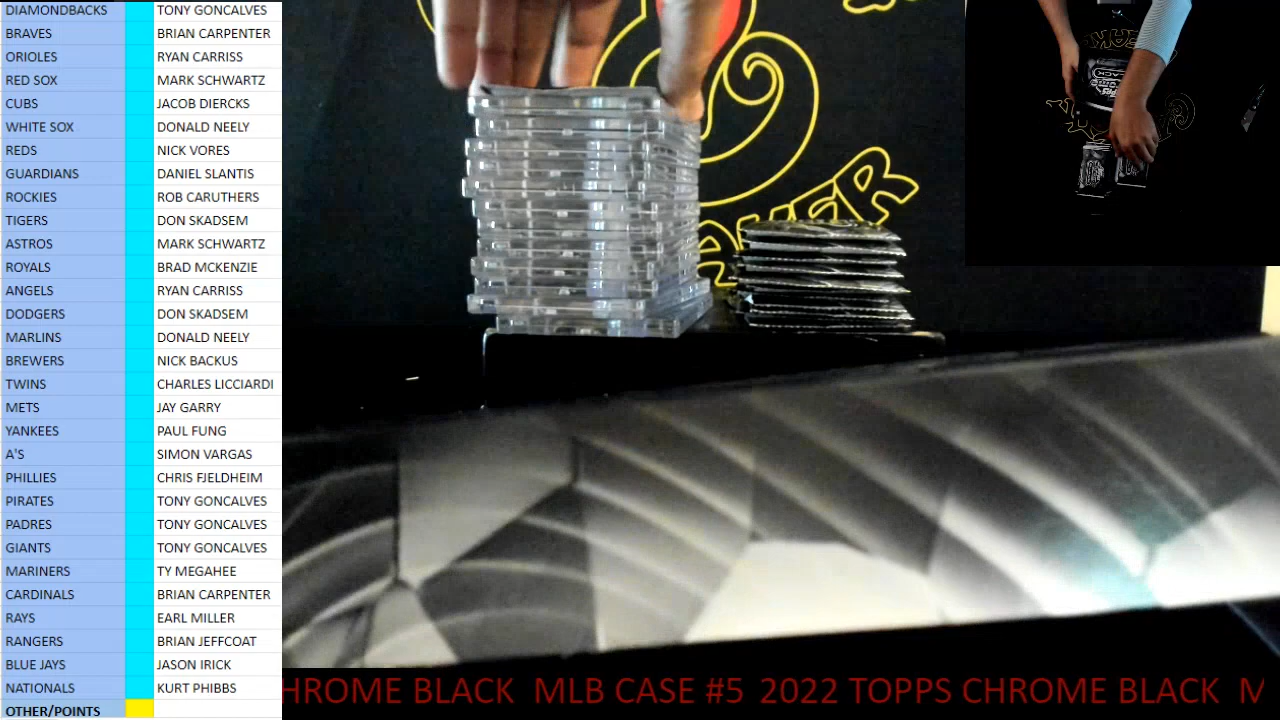 DIAMONDBACKS TONY GONCALVES
BRAVES BRIAN CARPENTER
ORIOLES RYAN CARRISS
RED SOX MARK SCHWARTZ
CUBS JACOB DIERCKS
WHITE SOX DONALD NEELY
REDS NICK VORES
GUARDIANS DANIEL SLANTIS
ROCKIES ROB CARUTHERS
TIGERS DON SKADSEM
ASTROS MARK SCHWARTZ
ROYALS BRAD MCKENZIE
ANGELS RYAN CARRISS
DODGERS DON SKADSEM
MARLINS DONALD NEELY
BREWERS NICK BACKUS
TWINS CHARLES LICCIARDI
METS JAY GARRY
YANKEES PAUL FUNG
A'S SIMON VARGAS
PHILLIES CHRIS FJELDHEIM
PIRATES TONY GONCALVES
PADRES TONY GONCALVES
GIANTS TONY GONCALVES
MARINERS TY MEGAHEE
CARDINALS BRIAN CARPENTER
RAYS EARL MILLER
RANGERS BRIAN JEFFCOAT
BLUE JAYS JASON IRICK
NATIONALS KURT PHIBBS
OTHER/POINTS
HROME BLACK MLB CASE #5 2022 TOPPS CHROME BLACK M